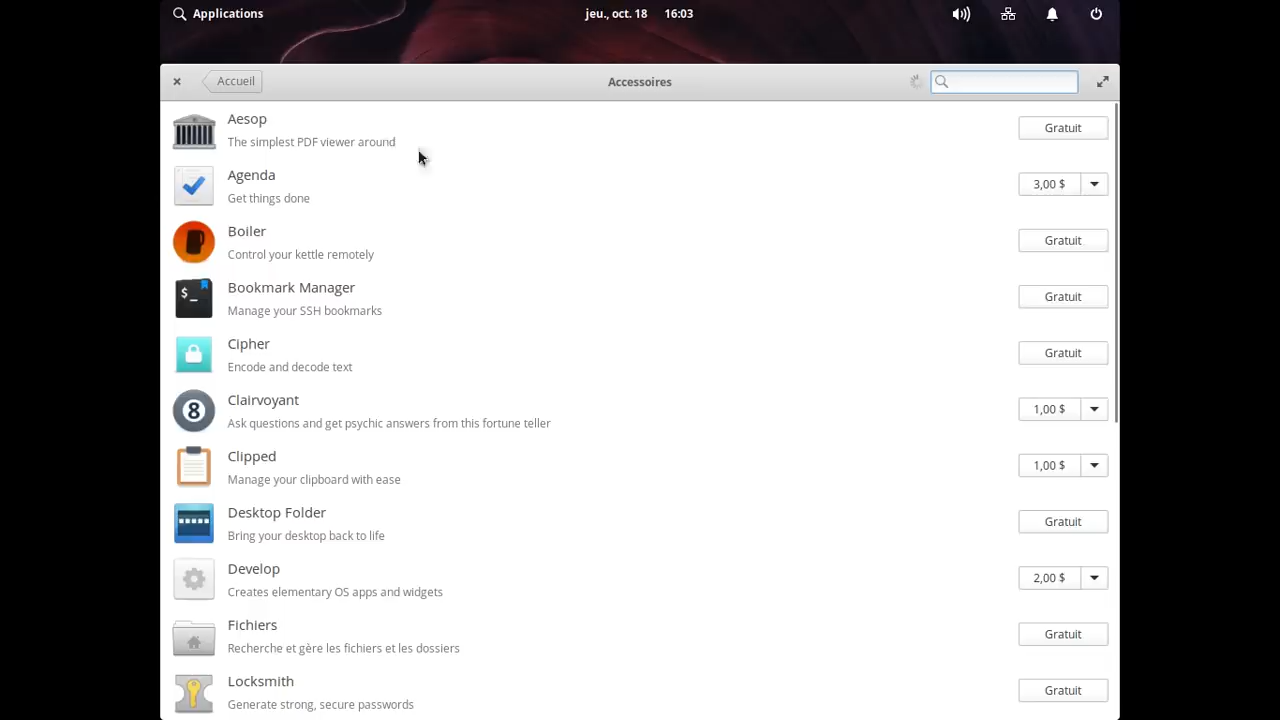 Applications
jeu., oct. 18 16:03
Accueil
Accessoires
Aesop
The simplest PDF viewer around
Gratuit
Agenda
Get things done
3,00 $
Boiler
Control your kettle remotely
Gratuit
$_
Bookmark Manager
Manage your SSH bookmarks
Gratuit
Cipher
Encode and decode text
Gratuit
8
Clairvoyant
Ask questions and get psychic answers from this fortune teller
1,00 $
Clipped
Manage your clipboard with ease
1,00 $
Desktop Folder
Bring your desktop back to life
Gratuit
Develop
Creates elementary OS apps and widgets
2,00 $
Fichiers
Recherche et gère les fichiers et les dossiers
Gratuit
Locksmith
Generate strong, secure passwords
Gratuit